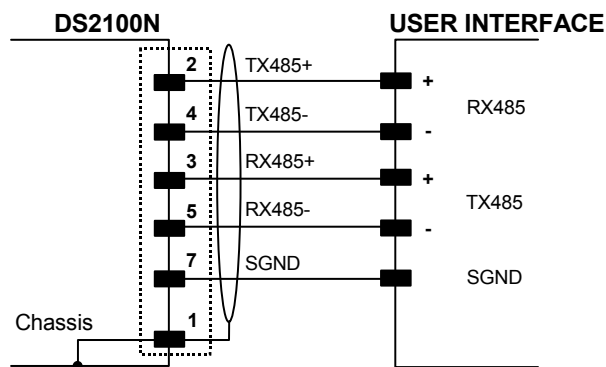 DS2100N USER INTERFACE
2 TX485+ +
RX485
4 TX485- -
3 RX485+ +
TX485
5 RX485- -
7 SGND SGND
Chassis 1